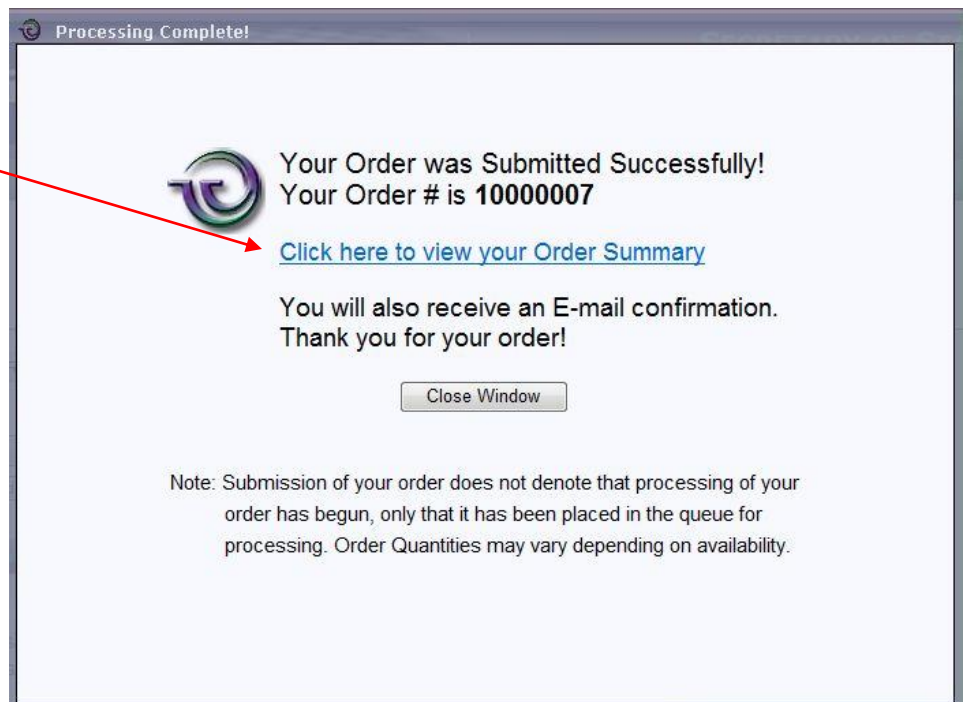 Processing Complete!
Your Order was Submitted Successfully!
Your Order # is 10000007
Click here to view your Order Summary
You will also receive an E-mail confirmation.
Thank you for your order!
Close Window
Note: Submission of your order does not denote that processing of your
order has begun, only that it has been placed in the queue for
processing. Order Quantities may vary depending on availability.